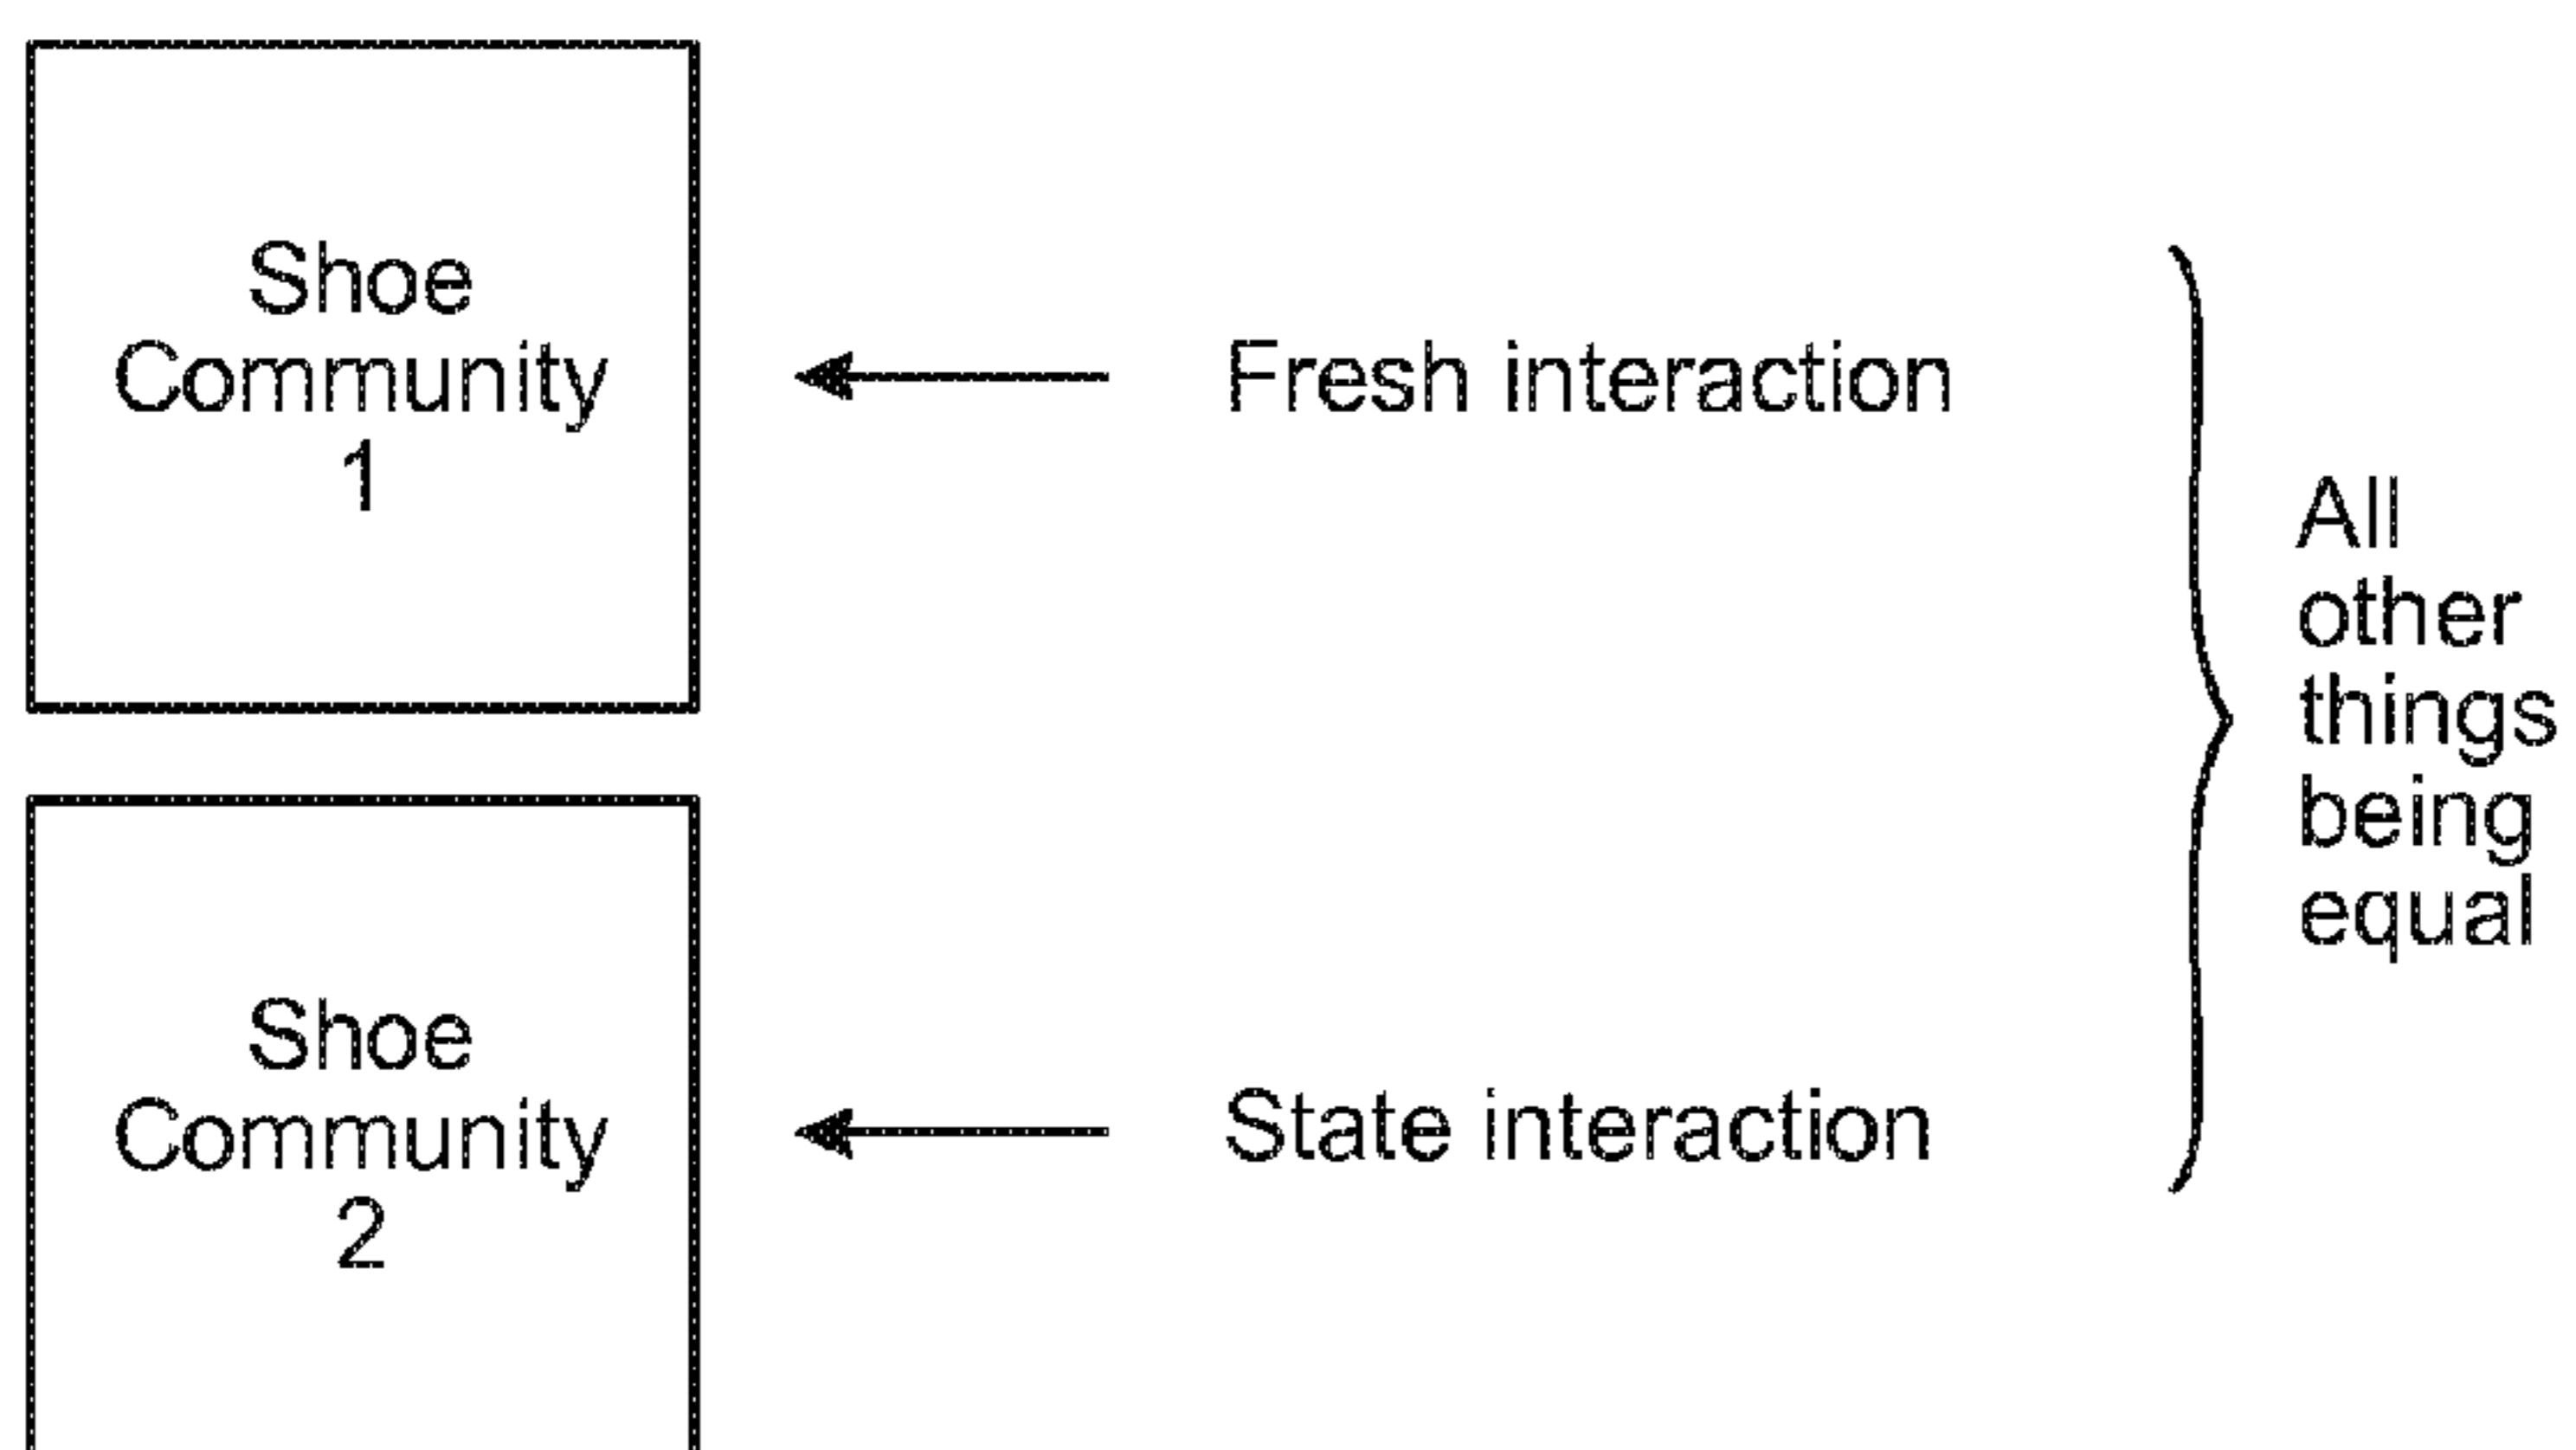 Shoe
Community
1
Fresh interaction
All
other
things
being
equal
Shoe
Community
2
State interaction